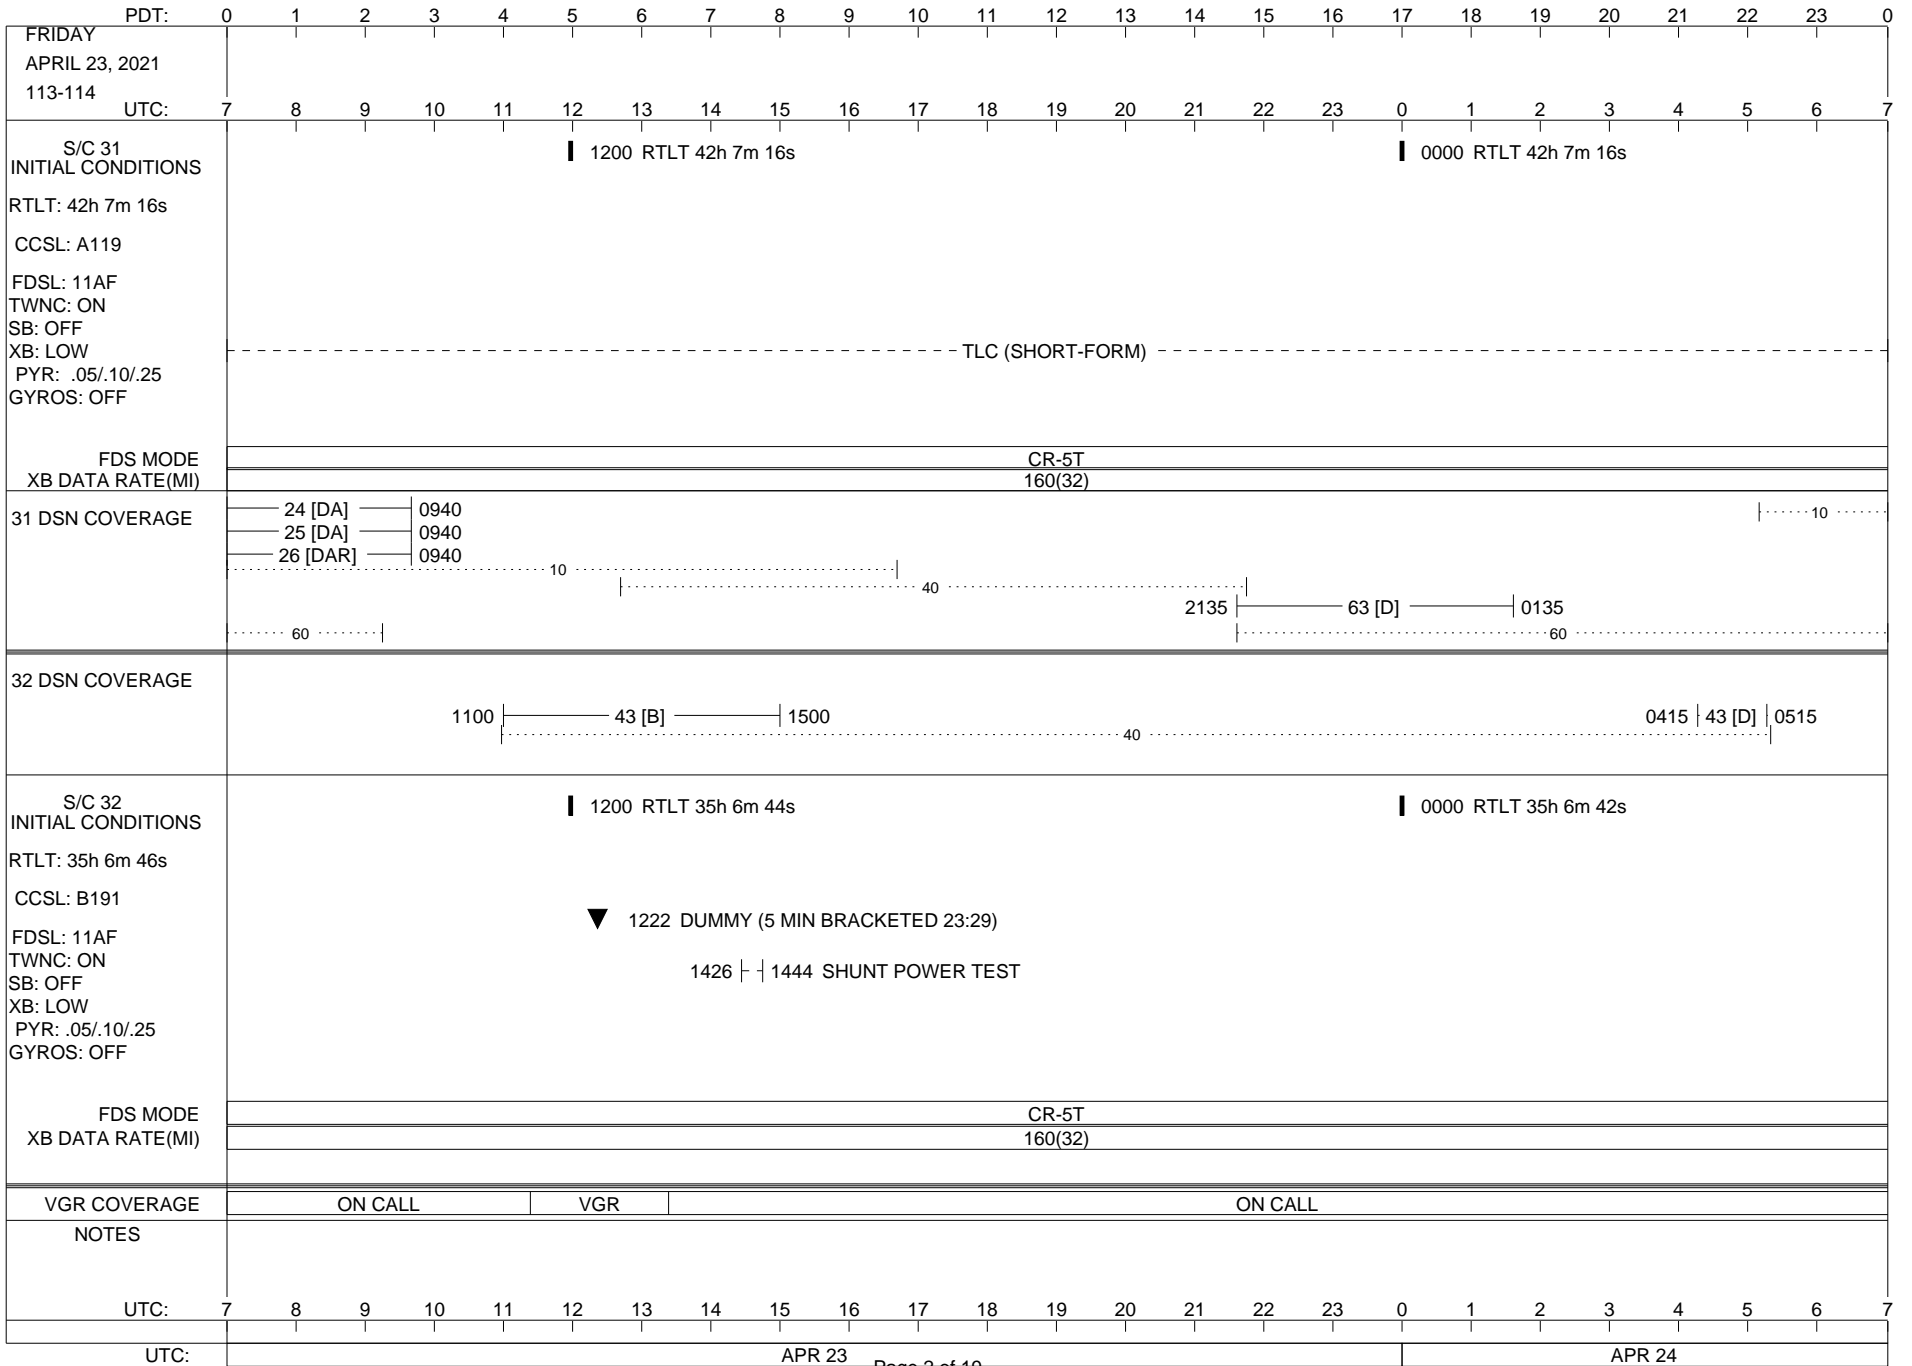 PDT: 0 1 2 3 4 5 6 7 8 9 10 11 12 13 14 15 16 17 18 19 20 21 22 23 0
FRIDAY
APRIL 23, 2021
113-114
UTC: 7 8 9 10 11 12 13 14 15 16 17 18 19 20 21 22 23 0 1 2 3 4 5 6 7
S/C 31
INITIAL CONDITIONS
1200 RTLT 42h 7m 16s
0000 RTLT 42h 7m 16s
RTLT: 42h 7m 16s
CCSL: A119
FDSL: 11AF
TWNC: ON
SB: OFF
XB: LOW
TLC (SHORT-FORM)
PYR: .05/.10/.25
GYROS: OFF
FDS MODE CR-5T
XB DATA RATE(MI) 160(32)
31 DSN COVERAGE
24 [DA] 0940
10
25 [DA] 0940
26 [DAR] 0940
10
40
2135 63 [D] 0135
60 60
32 DSN COVERAGE
1100 43 [B] 1500 0415 43 [D] 0515
40
S/C 32
INITIAL CONDITIONS
1200 RTLT 35h 6m 44s
0000 RTLT 35h 6m 42s
RTLT: 35h 6m 46s
CCSL: B191
1222 DUMMY (5 MIN BRACKETED 23:29)
FDSL: 11AF
TWNC: ON
1426 1444 SHUNT POWER TEST
SB: OFF
XB: LOW
PYR: .05/.10/.25
GYROS: OFF
FDS MODE CR-5T
XB DATA RATE(MI) 160(32)
VGR COVERAGE ON CALL VGR ON CALL
NOTES
UTC: 7 8 9 10 11 12 13 14 15 16 17 18 19 20 21 22 23 0 1 2 3 4 5 6 7
UTC: APR 23 APR 24